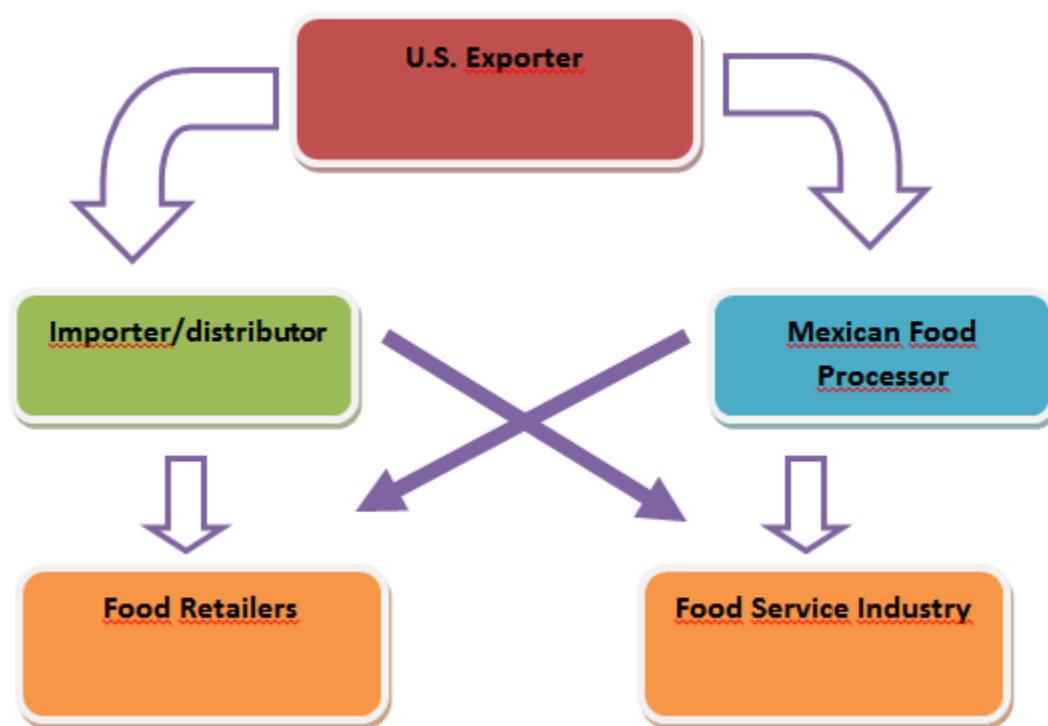 U.S. Exporter
Importer/distributor
Mexican Food
Processor
Food Retailers
Food Service Industry